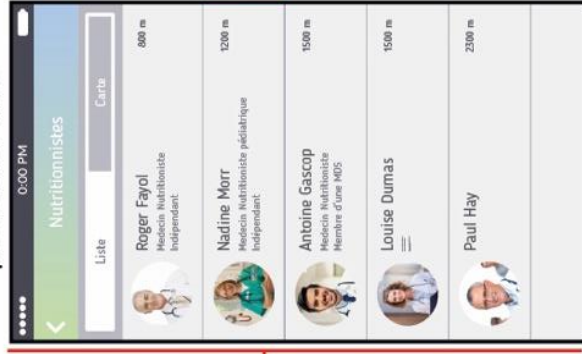 0:00 PM
Nutritionnistes
Liste
Carte
Roger Fayol
800 m
Medecin Nutritioniste
Indépendant
Nadine Morr
1200 m
Medecin Nutritioniste pédiatrique
Indépendant
Antoine Gascop
1500 m
Medecin Nutritioniste
Membre d'une MDS
Louise Dumas
1500 m
Paul Hay
2300 m